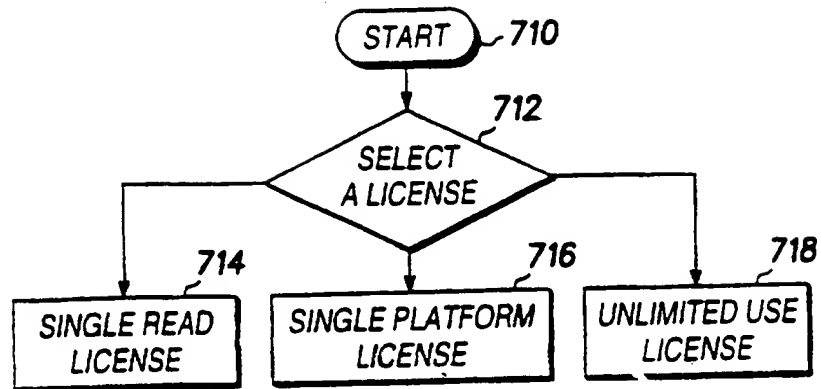 START
710
712
SELECT
A LICENSE
714
716
718
SINGLE READ
LICENSE
SINGLE PLATFORM
LICENSE
UNLIMITED USE
LICENSE